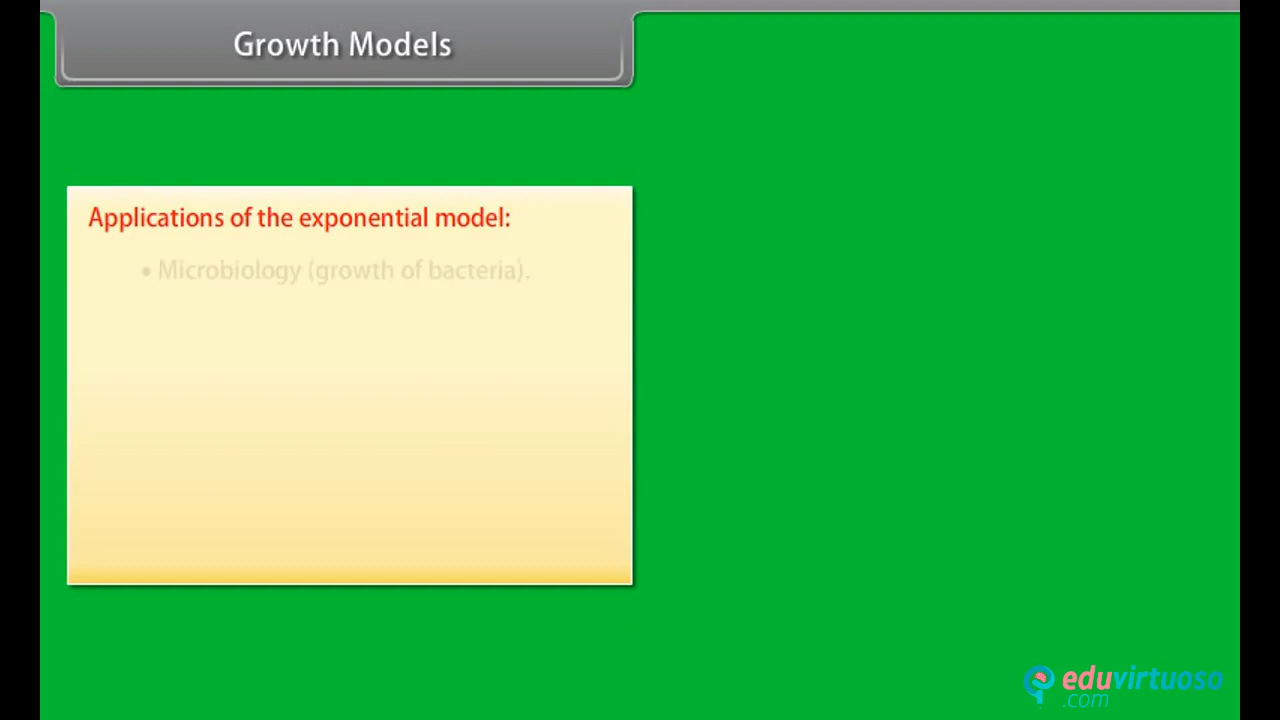 Growth Models
Applications of the exponential model:
• Microbiology (growth of bacteria).
eduvirtuoso
.com